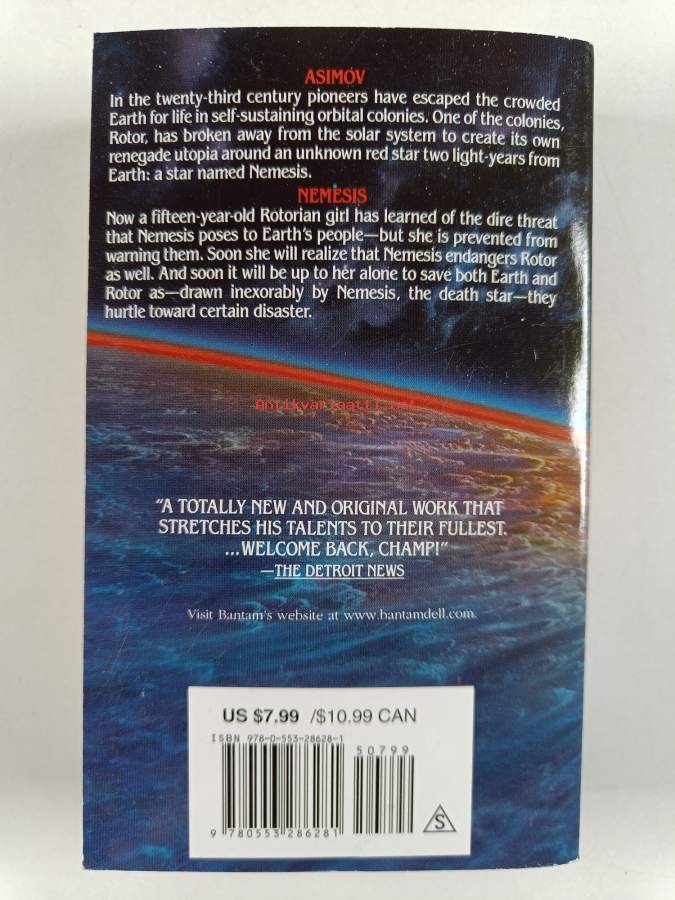 ASIMOV
In the twenty-third century pioneers have escaped the crowded
Earth for life in self-sustaining orbital colonies. One of the colonies,
Rotor, has broken away from the solar system to create its own
renegade utopia around an unknown red star two light-years from
Earth: a star named Nemesis.
NEMESIS
Now a fifteen-year-old Rotorian girl has learned of the dire threat
that Nemesis poses to Earth's people—but she is prevented from
warning them. Soon she will realize that Nemesis endangers Rotor
as well. And soon it will be up to her alone to save both Earth and
Rotor as—drawn inexorably by Nemesis, the death star—they
hurtle toward certain disaster.
Antikvariaatti.net
"A TOTALLY NEW AND ORIGINAL WORK THAT
STRETCHES HIS TALENTS TO THEIR FULLEST.
...WELCOME BACK, CHAMP!"
—THE DETROIT NEWS
Visit Bantam's website at www.bantamdell.com.
US $7.99 /$10.99 CAN
ISBN 978-0-553-28628-1
50799
9 780553 286281
S